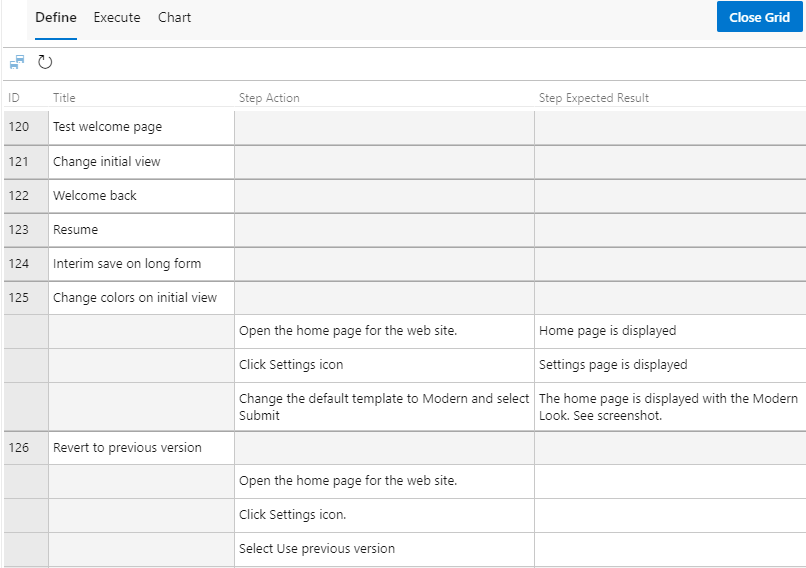 Define Execute Chart Close Grid
ID Title Step Action Step Expected Result
120 Test welcome page
121 Change initial view
122 Welcome back
123 Resume
124 Interim save on long form
125 Change colors on initial view
Open the home page for the web site. Home page is displayed
Click Settings icon Settings page is displayed
Change the default template to Modern and select The home page is displayed with the Modern
Submit Look. See screenshot.
126 Revert to previous version
Open the home page for the web site.
Click Settings icon.
Select Use previous version